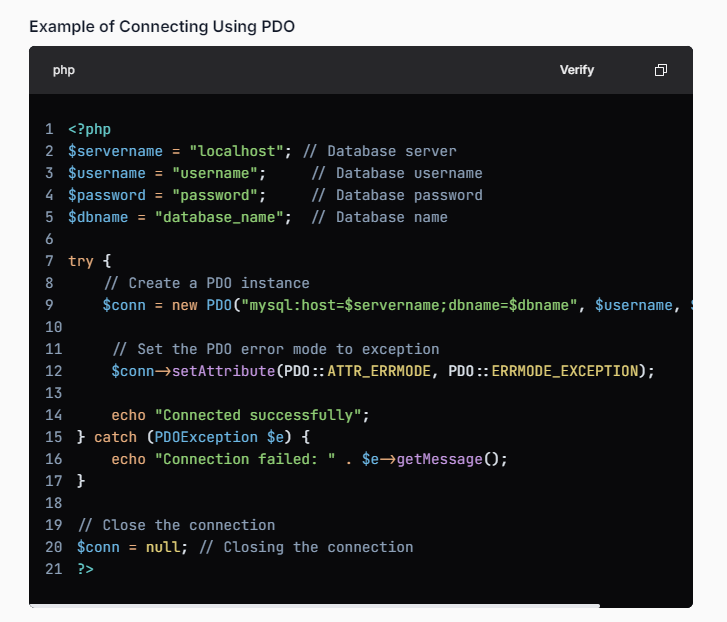 Example of Connecting Using PDO
php Verify
1 <?php
2 $servername = "localhost"; // Database server
3 $username = "username";     // Database username
4 $password = "password";     // Database password
5 $dbname = "database_name";  // Database name
6
7 try {
8     // Create a PDO instance
9     $conn = new PDO("mysql:host=$servername;dbname=$dbname", $username,
10
11     // Set the PDO error mode to exception
12     $conn->setAttribute(PDO::ATTR_ERRMODE, PDO::ERRMODE_EXCEPTION);
13
14     echo "Connected successfully";
15 } catch (PDOException $e) {
16     echo "Connection failed: " . $e->getMessage();
17 }
18
19 // Close the connection
20 $conn = null; // Closing the connection
21 ?>